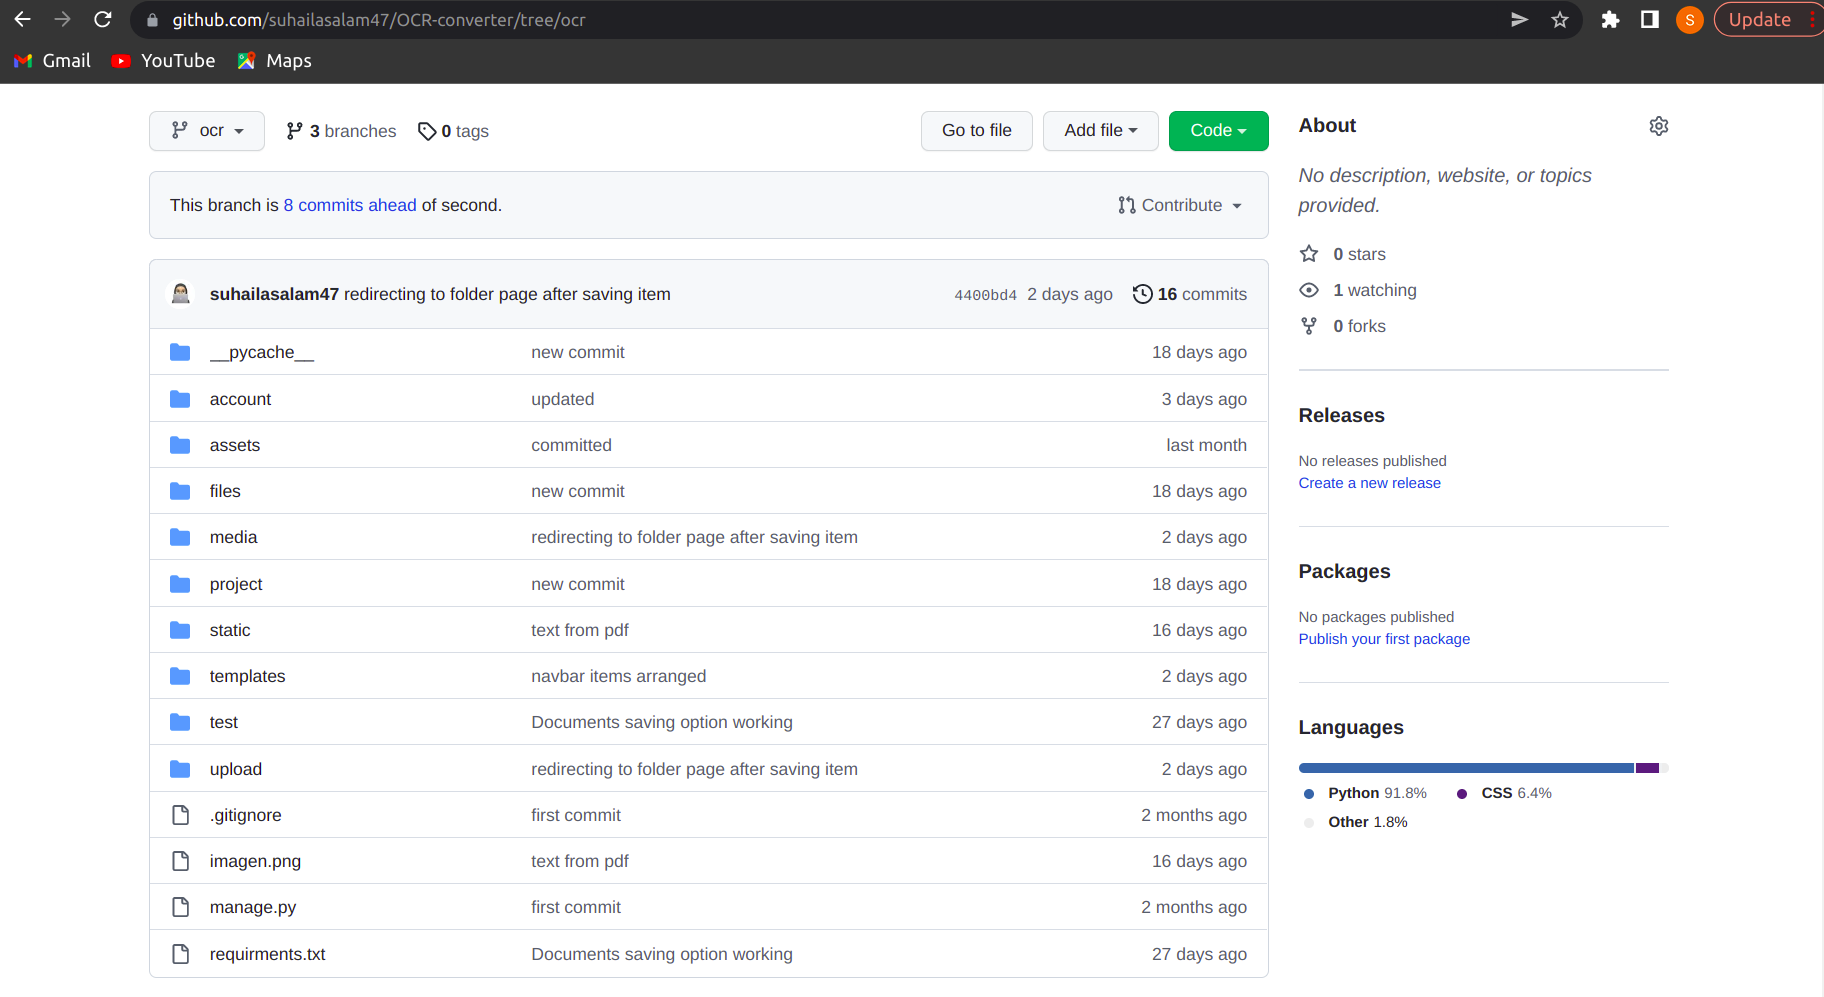 github.com/suhailasalam47/OCR-converter/tree/ocr
S
Update
Gmail YouTube Maps
ocr 3 branches 0 tags Go to file Add file Code
This branch is 8 commits ahead of second. Contribute
suhailasalam47 redirecting to folder page after saving item 4400bd4 2 days ago 16 commits
__pycache__ new commit 18 days ago
account updated 3 days ago
assets committed last month
files new commit 18 days ago
media redirecting to folder page after saving item 2 days ago
project new commit 18 days ago
static text from pdf 16 days ago
templates navbar items arranged 2 days ago
test Documents saving option working 27 days ago
upload redirecting to folder page after saving item 2 days ago
.gitignore first commit 2 months ago
imagen.png text from pdf 16 days ago
manage.py first commit 2 months ago
requirments.txt Documents saving option working 27 days ago
About
No description, website, or topics
provided.
0 stars
1 watching
0 forks
Releases
No releases published
Create a new release
Packages
No packages published
Publish your first package
Languages
Python 91.8% CSS 6.4%
Other 1.8%